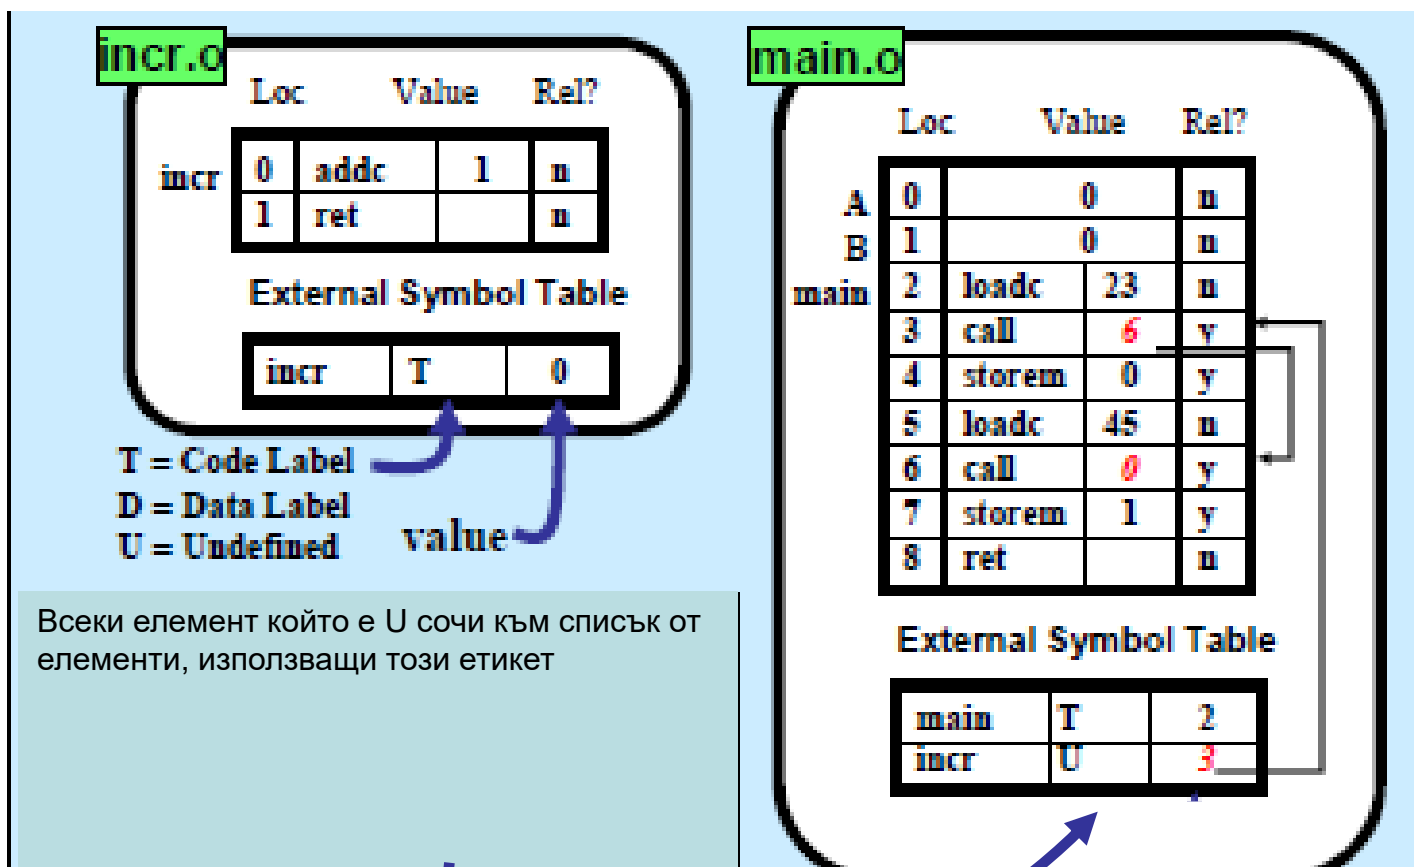 incr.o
Loc Value Rel?
incr 0 addc 1 n
1 ret n
External Symbol Table
incr T 0
T = Code Label
D = Data Label
U = Undefined
value
Всеки елемент който е U сочи към списък от
елементи, използващи този етикет
main.o
Loc Value Rel?
A 0 0 n
B 1 0 n
main 2 loadc 23 n
3 call 6 y
4 storem 0 y
5 loadc 45 n
6 call 0 y
7 storem 1 y
8 ret n
External Symbol Table
main T 2
incr U 3